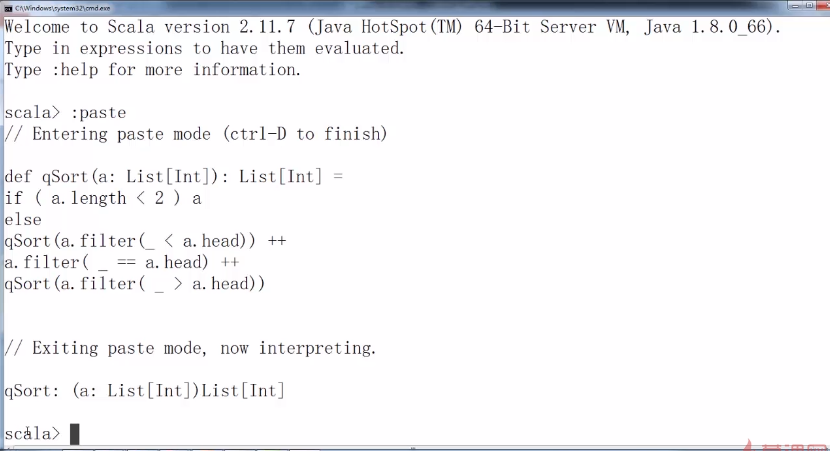 C:\Windows\system32\cmd.exe
Welcome to Scala version 2.11.7 (Java HotSpot(TM) 64-Bit Server VM, Java 1.8.0_66).
Type in expressions to have them evaluated.
Type :help for more information.
scala> :paste
// Entering paste mode (ctrl-D to finish)
def qSort(a: List[Int]): List[Int] =
if ( a.length < 2 ) a
else
qSort(a.filter(_ < a.head)) ++
a.filter( _ == a.head) ++
qSort(a.filter( _ > a.head))
// Exiting paste mode, now interpreting.
qSort: (a: List[Int])List[Int]
scala>